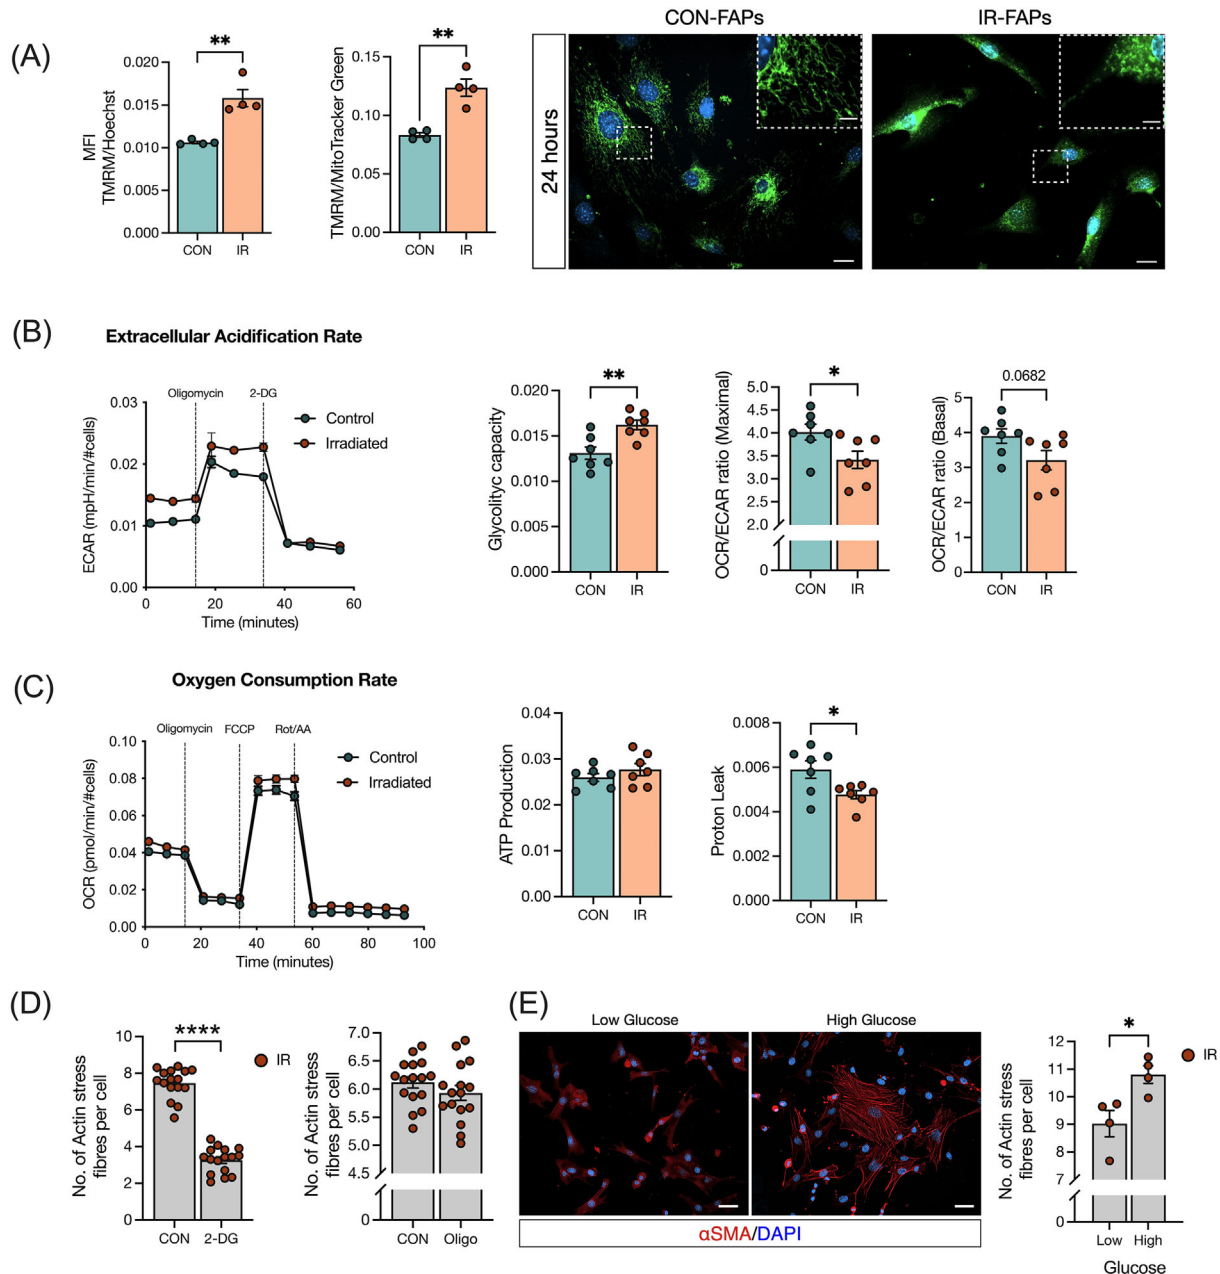 (A)
**
0.020
0.015
0.010
0.005
0.000
MFI
TMRM/Hoechst
CON
IR
**
0.15
0.10
0.05
0.00
TMRM/MitoTracker Green
CON
IR
CON-FAPs
IR-FAPs
24 hours
(B)
Extracellular Acidification Rate
Oligomycin
2-DG
Control
Irradiated
0.03
0.02
0.01
0.00
ECAR (mpH/min/#cells)
0
20
40
60
Time (minutes)
**
0.020
0.015
0.010
0.005
0.000
Glycolityc capacity
CON
IR
*
5.0
4.5
4.0
3.5
3.0
2.5
2.0
0
OCR/ECAR ratio (Maximal)
CON
IR
0.0682
5
4
3
2
1
0
OCR/ECAR ratio (Basal)
CON
IR
(C)
Oxygen Consumption Rate
Oligomycin
FCCP
Rot/AA
Control
Irradiated
0.10
0.08
0.06
0.04
0.02
0.00
OCR (pmol/min/#cells)
0
20
40
60
80
100
Time (minutes)
0.04
0.03
0.02
0.01
0.00
ATP Production
CON
IR
*
0.008
0.006
0.004
0.002
0.000
Proton Leak
CON
IR
(D)
****
IR
10
8
6
4
2
0
No. of Actin stress
fibres per cell
CON
2-DG
7.0
6.5
6.0
5.5
5.0
4.5
0
No. of Actin stress
fibres per cell
CON
Oligo
(E)
Low Glucose
High Glucose
αSMA/DAPI
*
IR
12
11
10
9
8
7
0
No. of Actin stress
fibres per cell
Low
High
Glucose